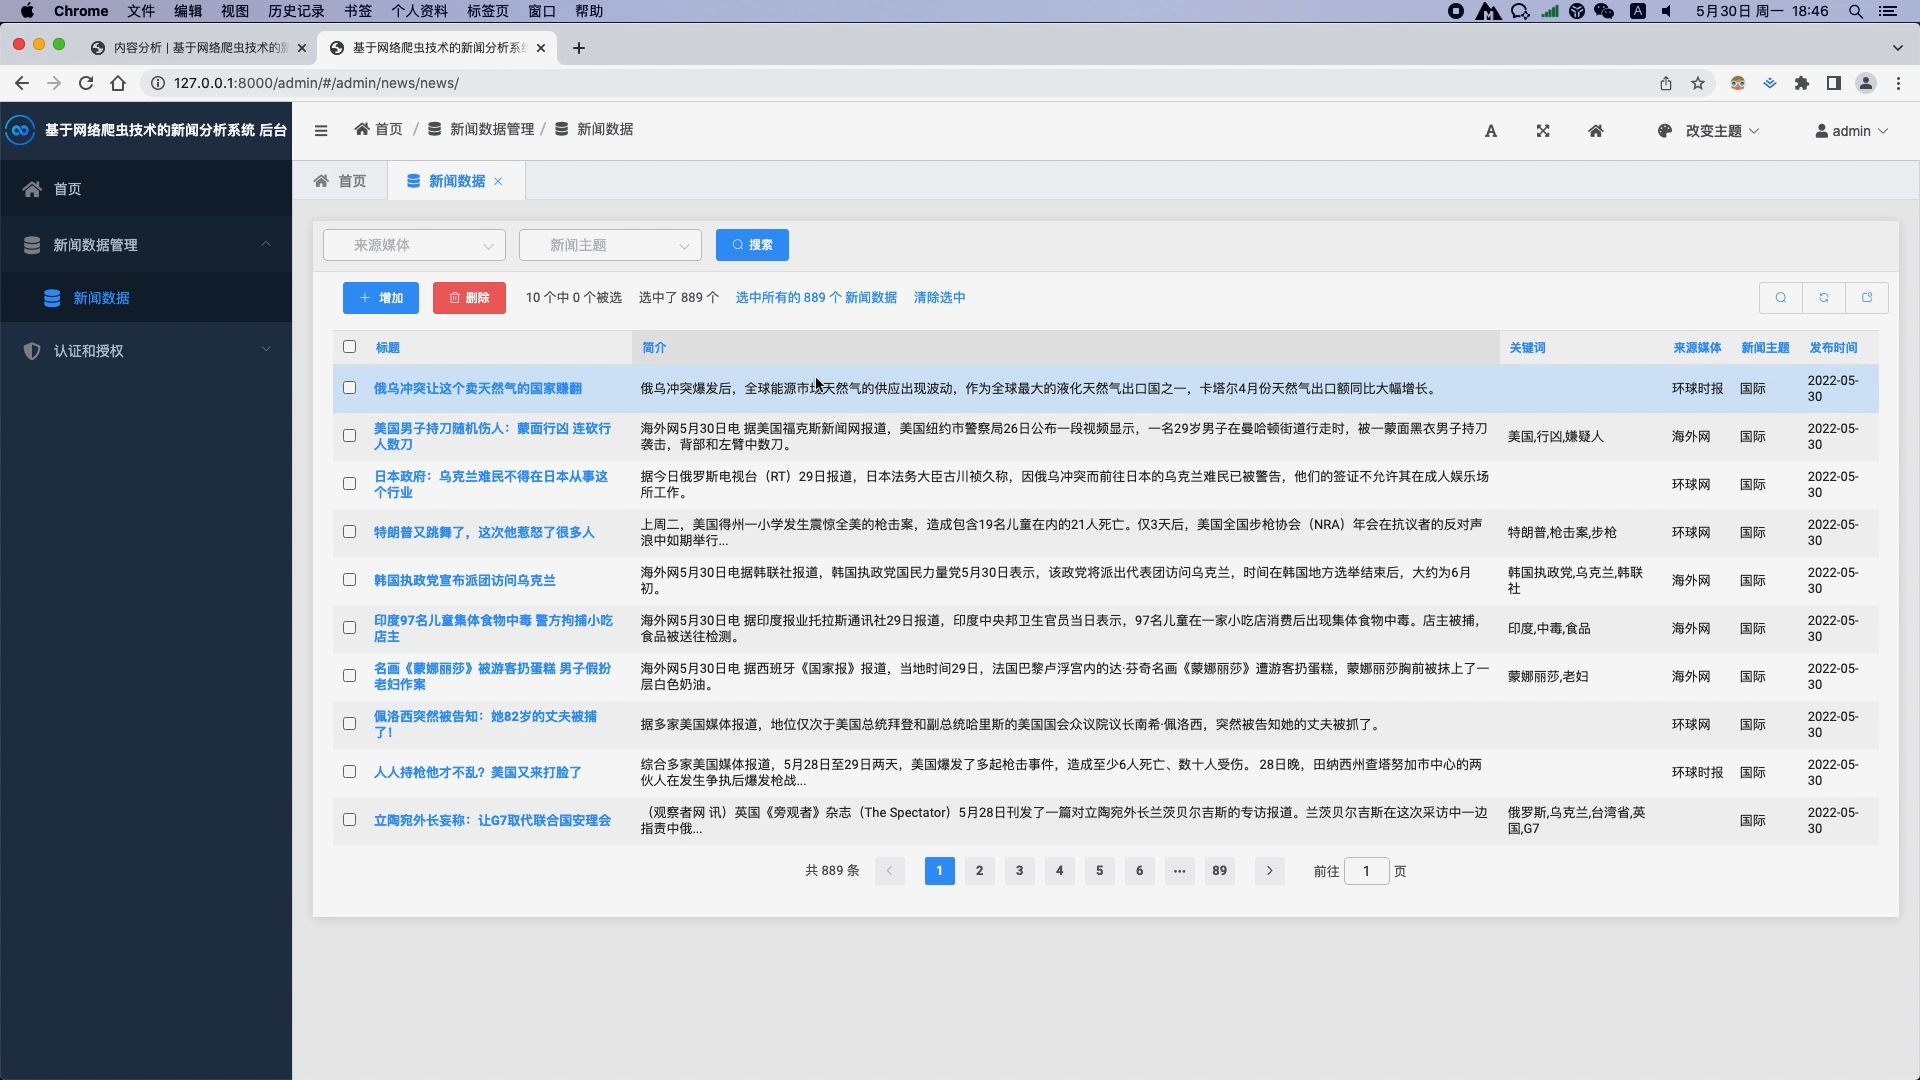 Chrome 文件 编辑 视图 历史记录 书签 个人资料 标签页 窗口 帮助 A 5月30日 周一 18:46
内容分析 | 基于网络爬虫技术的新 基于网络爬虫技术的新闻分析系统
127.0.0.1:8000/admin/#/admin/news/news/
基于网络爬虫技术的新闻分析系统 后台
首页 / 新闻数据管理 / 新闻数据
A 改变主题 admin
首页
新闻数据管理
新闻数据
认证和授权
首页 新闻数据
来源媒体 新闻主题 搜索
增加 删除 10 个中 0 个被选 选中了 889 个 选中所有的 889 个 新闻数据 清除选中
标题 简介 关键词 来源媒体 新闻主题 发布时间
俄乌冲突让这个卖天然气的国家赚翻
俄乌冲突爆发后，全球能源市场天然气的供应出现波动，作为全球最大的液化天然气出口国之一，卡塔尔4月份天然气出口额同比大幅增长。
环球时报 国际
2022-05-
30
美国男子持刀随机伤人：蒙面行凶 连砍行
人数刀
海外网5月30日电 据美国福克斯新闻网报道，美国纽约市警察局26日公布一段视频显示，一名29岁男子在曼哈顿街道行走时，被一蒙面黑衣男子持刀
袭击，背部和左臂中数刀。
美国,行凶,嫌疑人 海外网 国际
2022-05-
30
日本政府：乌克兰难民不得在日本从事这
个行业
据今日俄罗斯电视台（RT）29日报道，日本法务大臣古川祯久称，因俄乌冲突而前往日本的乌克兰难民已被警告，他们的签证不允许其在成人娱乐场
所工作。
环球网 国际
2022-05-
30
特朗普又跳舞了，这次他惹怒了很多人
上周二，美国得州一小学发生震惊全美的枪击案，造成包含19名儿童在内的21人死亡。仅3天后，美国全国步枪协会（NRA）年会在抗议者的反对声
浪中如期举行...
特朗普,枪击案,步枪 环球网 国际
2022-05-
30
韩国执政党宣布派团访问乌克兰
海外网5月30日电据韩联社报道，韩国执政党国民力量党5月30日表示，该政党将派出代表团访问乌克兰，时间在韩国地方选举结束后，大约为6月
初。
韩国执政党,乌克兰,韩联
社
海外网 国际
2022-05-
30
印度97名儿童集体食物中毒 警方拘捕小吃
店主
海外网5月30日电 据印度报业托拉斯通讯社29日报道，印度中央邦卫生官员当日表示，97名儿童在一家小吃店消费后出现集体食物中毒。店主被捕，
食品被送往检测。
印度,中毒,食品 海外网 国际
2022-05-
30
名画《蒙娜丽莎》被游客扔蛋糕 男子假扮
老妇作案
海外网5月30日电 据西班牙《国家报》报道，当地时间29日，法国巴黎卢浮宫内的达·芬奇名画《蒙娜丽莎》遭游客扔蛋糕，蒙娜丽莎胸前被抹上了一
层白色奶油。
蒙娜丽莎,老妇 海外网 国际
2022-05-
30
佩洛西突然被告知：她82岁的丈夫被捕
了！
据多家美国媒体报道，地位仅次于美国总统拜登和副总统哈里斯的美国国会众议院议长南希·佩洛西，突然被告知她的丈夫被抓了。
环球网 国际
2022-05-
30
人人持枪他才不乱？美国又来打脸了
综合多家美国媒体报道，5月28日至29日两天，美国爆发了多起枪击事件，造成至少6人死亡、数十人受伤。 28日晚，田纳西州查塔努加市中心的两
伙人在发生争执后爆发枪战...
环球时报 国际
2022-05-
30
立陶宛外长妄称：让G7取代联合国安理会
（观察者网 讯）英国《旁观者》杂志（The Spectator）5月28日刊发了一篇对立陶宛外长兰茨贝尔吉斯的专访报道。兰茨贝尔吉斯在这次采访中一边
指责中俄...
俄罗斯,乌克兰,台湾省,英
国,G7
国际
2022-05-
30
共 889 条 1 2 3 4 5 6 ··· 89 前往 1 页